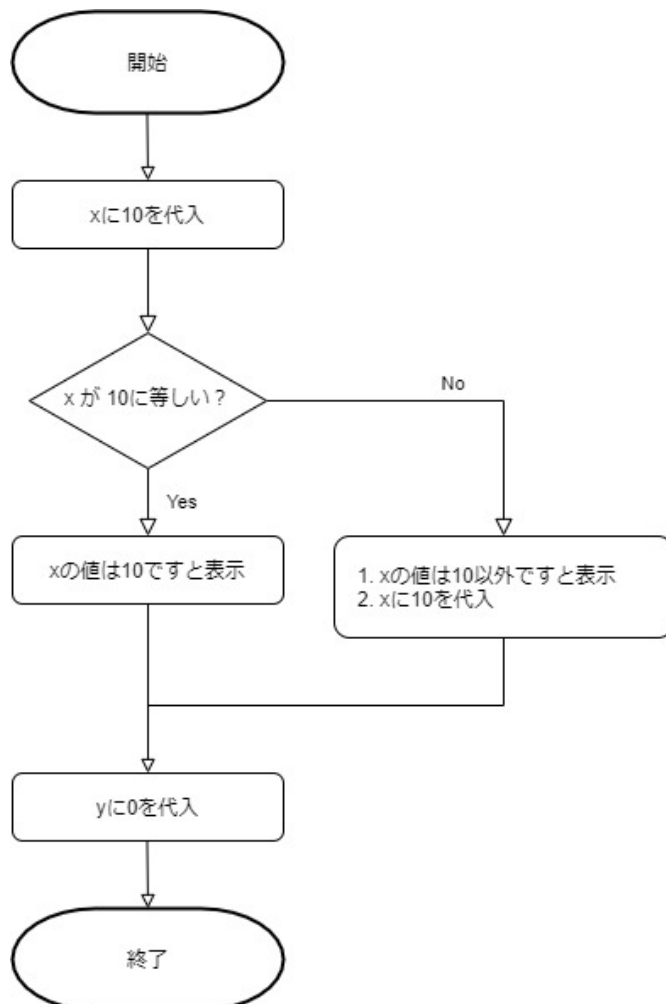 開始
xに10を代入
x が 10に等しい？
No
Yes
xの値は10ですと表示
1. xの値は10以外ですと表示
2. xに10を代入
yに0を代入
終了